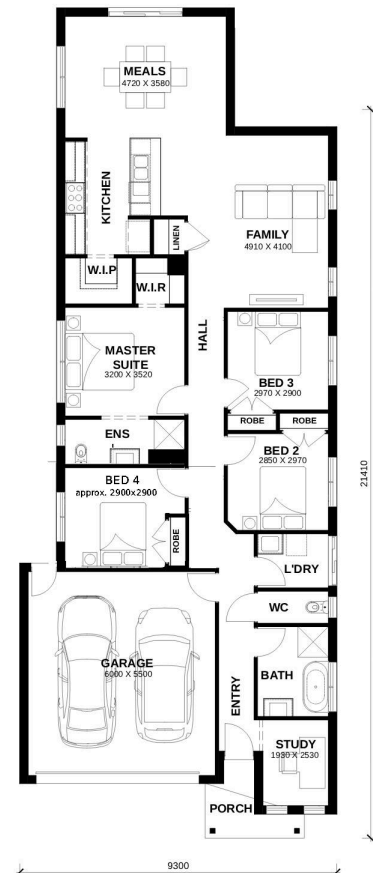 MEALS
4720 X 3580
KITCHEN
LINEN
FAMILY
4910 X 4100
W.I.P
W.I.R
HALL
MASTER
SUITE
3200 X 3520
BED 3
2970 X 2900
ROBE
ROBE
ENS
BED 2
2850 X 2970
BED 4
approx. 2900x2900
ROBE
21410
L'DRY
WC
GARAGE
6000 X 5500
BATH
ENTRY
STUDY
1930 X 2530
PORCH
9300